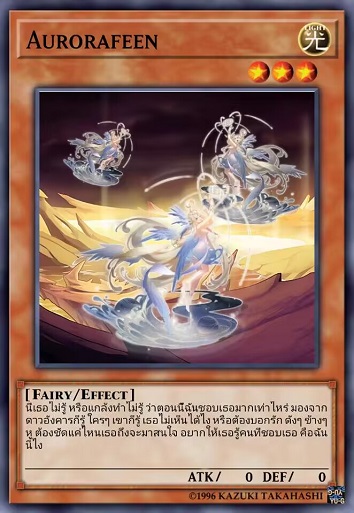 AURORAFEEN
LIGHT
光
[ FAIRY/EFFECT ]
นี่เธอไม่รู้ หรือแกล้งทำไม่รู้ ว่าตอนนี้ฉันชอบเธอมากเท่าไหร่ มองจาก
ดาวอังคารก็รู้ ใครๆ เขาก็รู้ เธอไม่เห็นได้ไง หรือต้องบอกรัก ดังๆ ข้างๆ
หู ต้องชัดแค่ไหนเธอถึงจะมาสนใจ อยากให้เธอรู้คนที่ชอบเธอ คือฉัน
นี้ไง
ATK / 0 DEF / 0
©1996 KAZUKI TAKAHASHI